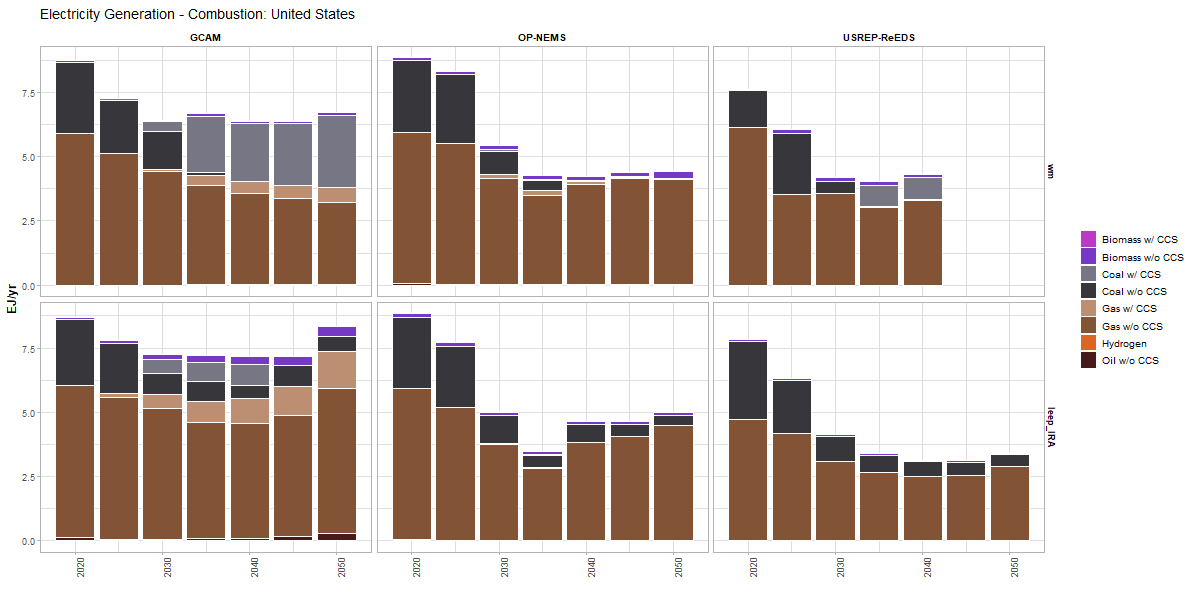 Electricity Generation - Combustion: United States
GCAM
OP-NEMS
USREP-ReEDS
7.5
5.0
2.5
0.0
wm
EJ/yr
7.5
5.0
2.5
0.0
leep_IRA
2020
2030
2040
2050
2020
2030
2040
2050
2020
2030
2040
2050
Biomass w/ CCS
Biomass w/o CCS
Coal w/ CCS
Coal w/o CCS
Gas w/ CCS
Gas w/o CCS
Hydrogen
Oil w/o CCS